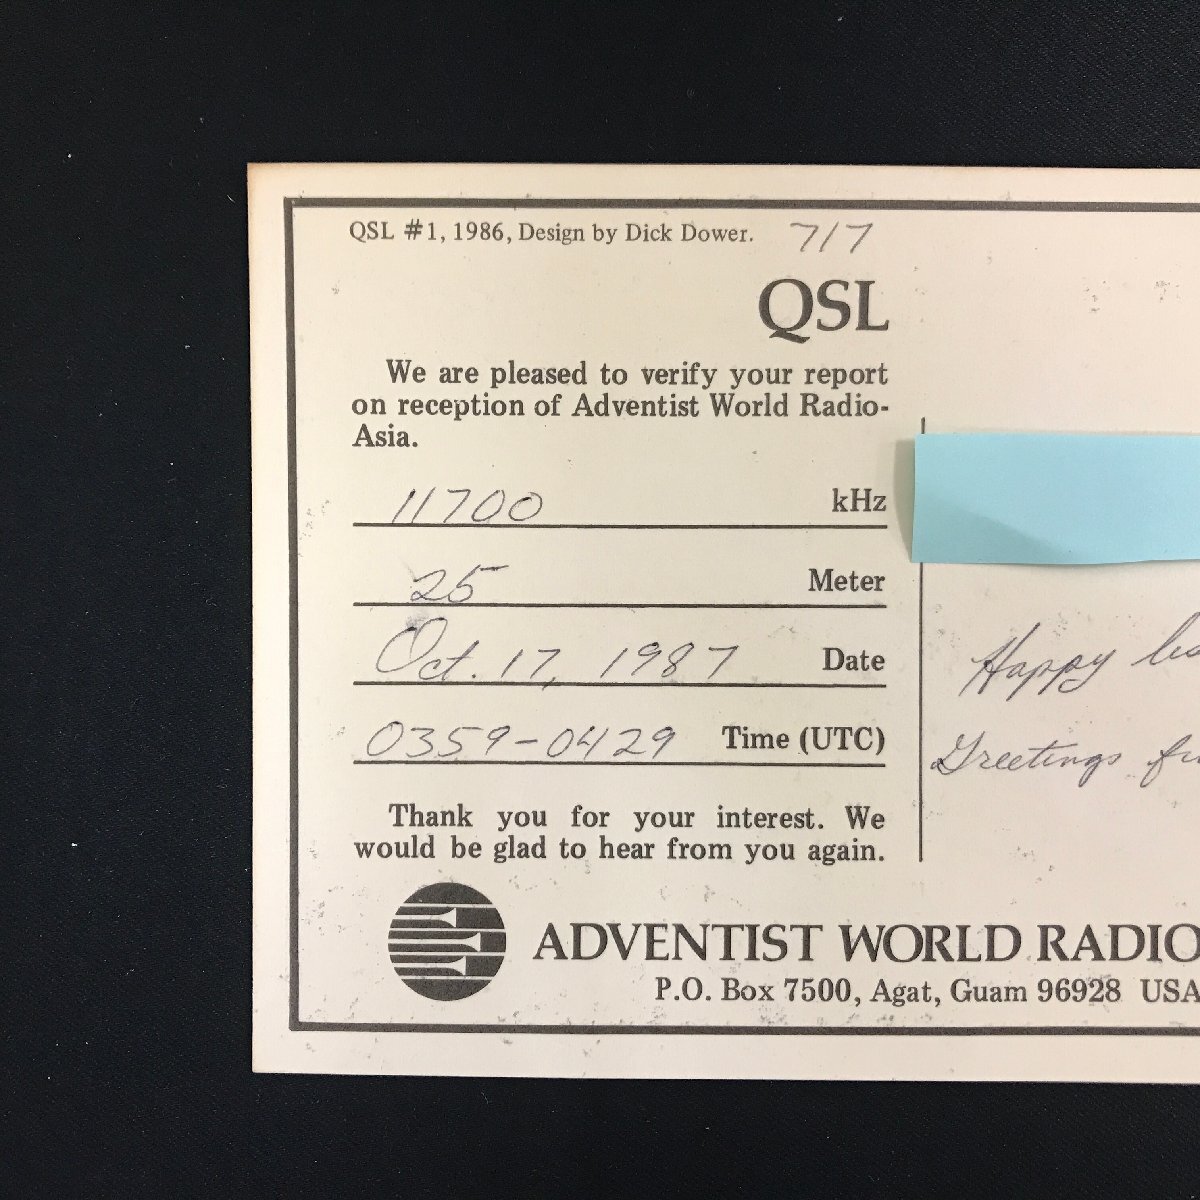 QSL #1, 1986, Design by Dick Dower. 717
QSL
We are pleased to verify your report
on reception of Adventist World Radio-
Asia.
11700 kHz
25 Meter
Oct. 17, 1987 Date
0359-0429 Time (UTC)
Thank you for your interest. We
would be glad to hear from you again.
Happy
Greetings
ADVENTIST WORLD RADIO
P.O. Box 7500, Agat, Guam 96928 USA